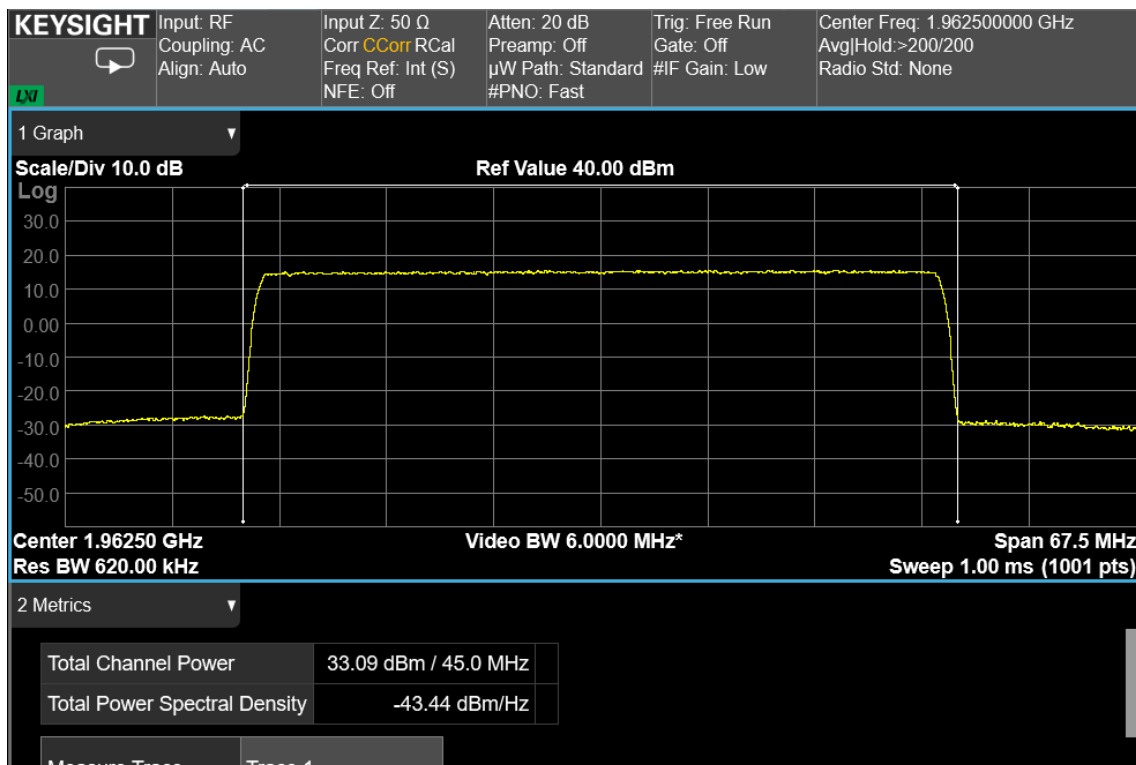 KEYSIGHT
Input: RF
Coupling: AC
Align: Auto
LXI
Input Z: 50 Ω
Corr CCorr RCal
Freq Ref: Int (S)
NFE: Off
Atten: 20 dB
Preamp: Off
µW Path: Standard
#PNO: Fast
Trig: Free Run
Gate: Off
#IF Gain: Low
Center Freq: 1.962500000 GHz
Avg|Hold:>200/200
Radio Std: None
1 Graph
Scale/Div 10.0 dB
Ref Value 40.00 dBm
Log
30.0
20.0
10.0
0.00
-10.0
-20.0
-30.0
-40.0
-50.0
Center 1.96250 GHz
Video BW 6.0000 MHz*
Span 67.5 MHz
Res BW 620.00 kHz
Sweep 1.00 ms (1001 pts)
2 Metrics
Total Channel Power 33.09 dBm / 45.0 MHz
Total Power Spectral Density -43.44 dBm/Hz
Measure Trace Trace 1